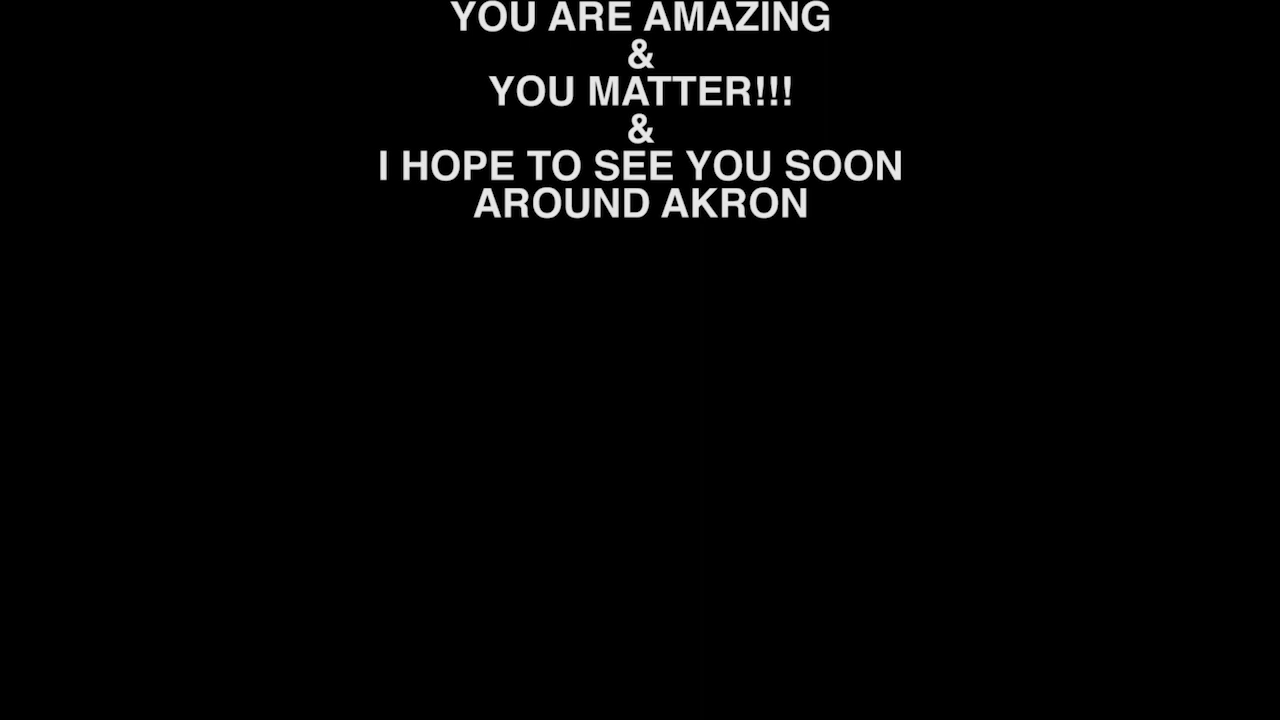 YOU ARE AMAZING
&
YOU MATTER!!!
&
I HOPE TO SEE YOU SOON
AROUND AKRON